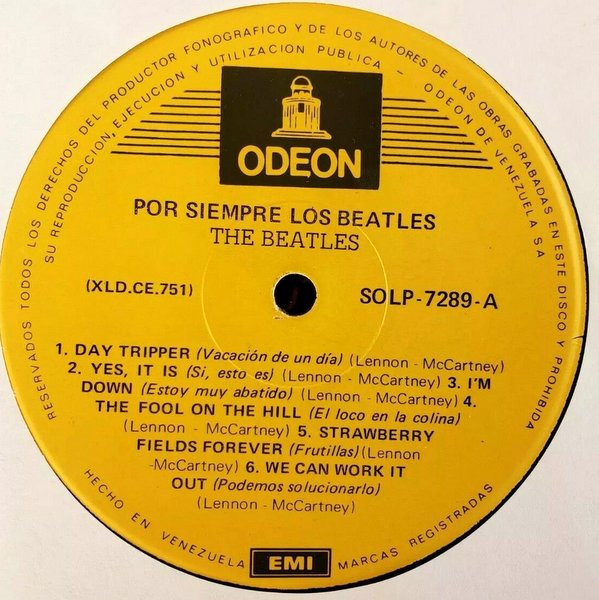 RESERVADOS TODOS LOS DERECHOS DEL PRODUCTOR FONOGRAFICO Y DE LOS AUTORES DE LAS OBRAS GRABADAS EN ESTE DISCO Y PROHIBIDA
SU REPRODUCCION, EJECUCION Y UTILIZACION PUBLICA - ODEON DE VENEZUELA S A
ODEON
POR SIEMPRE LOS BEATLES
THE BEATLES
(XLD.CE.751)
SOLP-7289-A
1. DAY TRIPPER (Vacación de un día) (Lennon - McCartney)
2. YES, IT IS (Si, esto es) (Lennon - McCartney) 3. I'M
DOWN (Estoy muy abatido) (Lennon - McCartney) 4.
THE FOOL ON THE HILL (El loco en la colina)
(Lennon - McCartney) 5. STRAWBERRY
FIELDS FOREVER (Frutillas) (Lennon
-McCartney) 6. WE CAN WORK IT
OUT (Podemos solucionarlo)
(Lennon - McCartney)
HECHO EN VENEZUELA
EMI
MARCAS REGISTRADAS